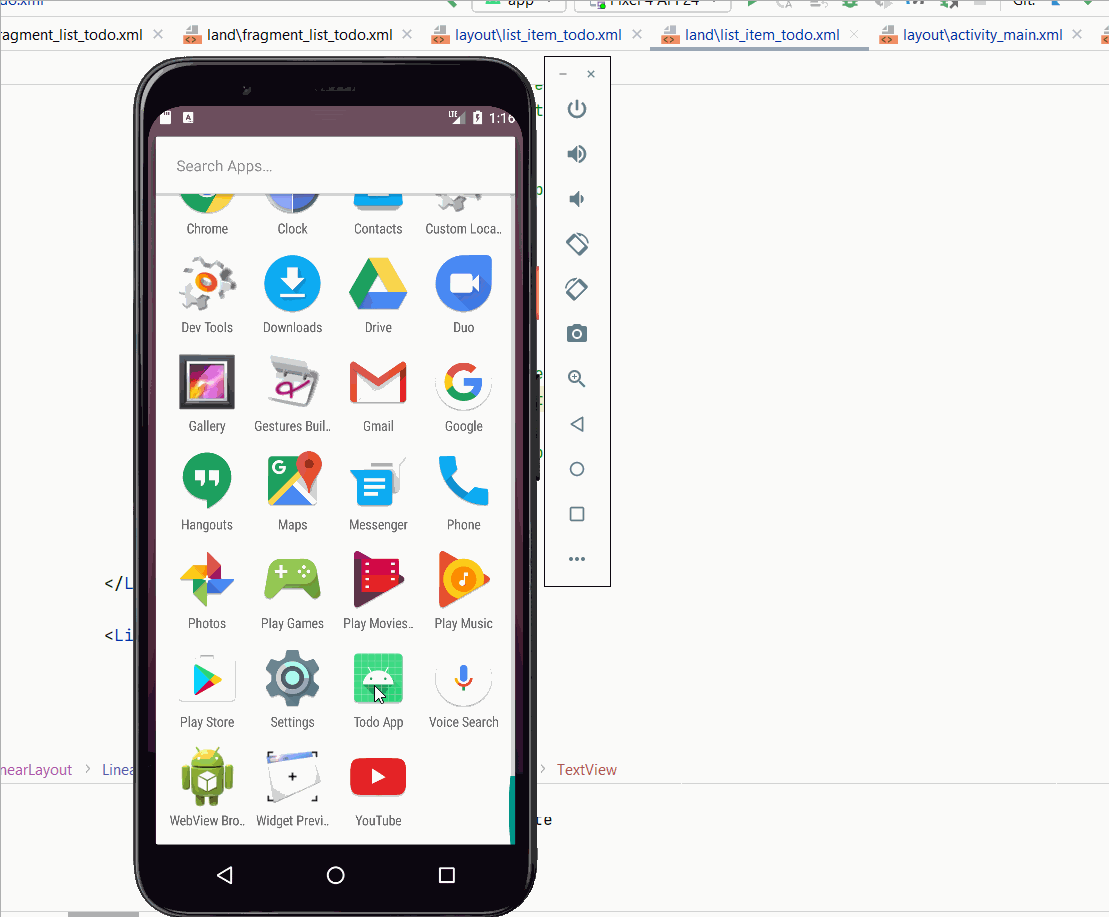 app
Pixel 4 API 24
Git:
ragment_list_todo.xml
land\fragment_list_todo.xml
layout\list_item_todo.xml
land\list_item_todo.xml
layout\activity_main.xml
LTE
1:16
Search Apps…
Chrome
Clock
Contacts
Custom Loca..
Dev Tools
Downloads
Drive
Duo
Gallery
Gestures Buil..
Gmail
Google
Hangouts
Maps
Messenger
Phone
</L
Photos
Play Games
Play Movies..
Play Music
<Li
Play Store
Settings
Todo App
Voice Search
nearLayout
Linea
TextView
WebView Bro..
Widget Previ..
YouTube
te